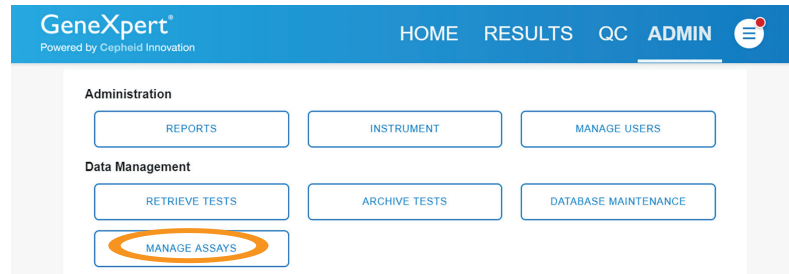 GeneXpert®
Powered by Cepheid Innovation
HOME RESULTS QC ADMIN
Administration
REPORTS INSTRUMENT MANAGE USERS
Data Management
RETRIEVE TESTS ARCHIVE TESTS DATABASE MAINTENANCE
MANAGE ASSAYS